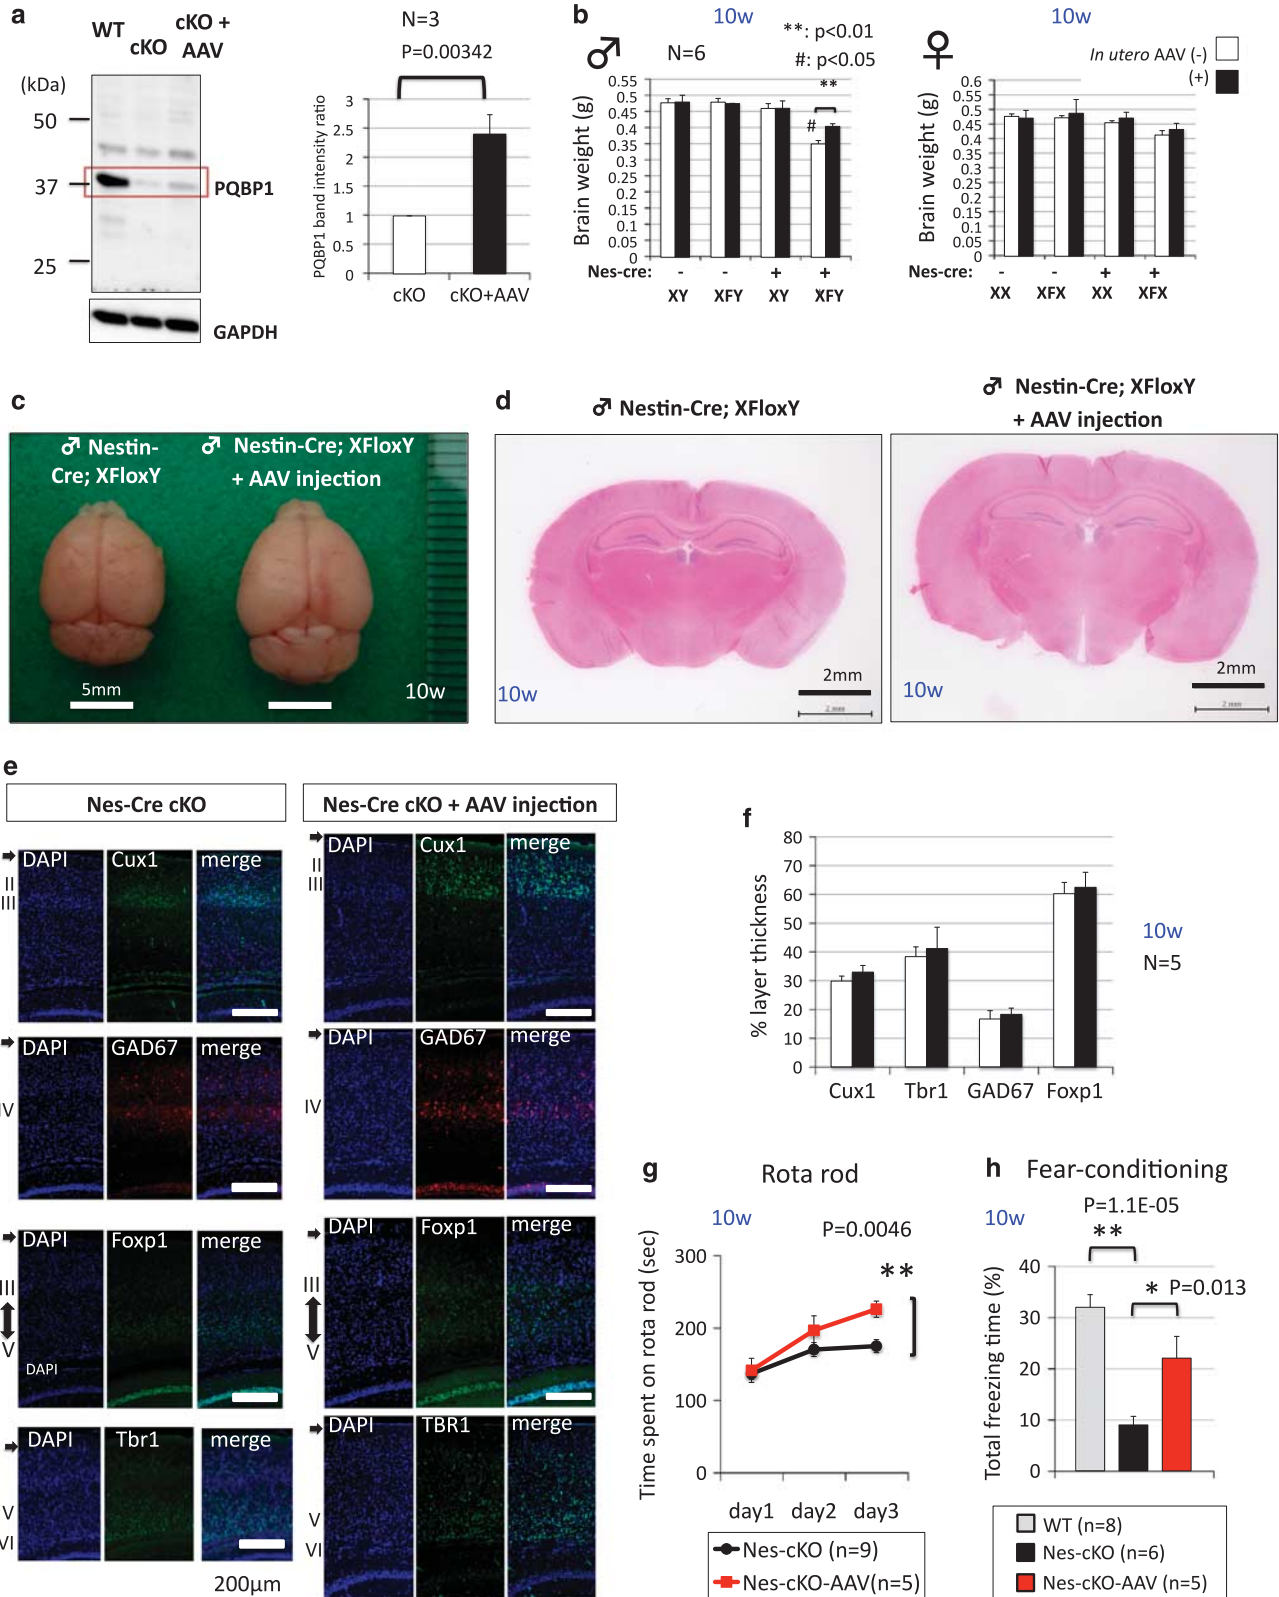 a
WT
cKO
cKO +
AAV
(kDa)
50
37
25
PQBP1
GAPDH
N=3
P=0.00342
PQBP1 band intensity ratio
3
2.5
2
1.5
1
0.5
0
cKO
cKO+AAV
b
10w
♂
N=6
**: p<0.01
#: p<0.05
**
#
Brain weight (g)
0.55
0.5
0.45
0.4
0.35
0.3
0.25
0.2
0.15
0.1
0.05
0
Nes-cre: - - + +
XY XFY XY XFY
10w
♀
In utero AAV (-)
(+)
Brain weight (g)
0.6
0.55
0.5
0.45
0.4
0.35
0.3
0.25
0.2
0.15
0.1
0.05
0
Nes-cre: - - + +
XX XFX XX XFX
c
♂ Nestin-
Cre; XFloxY
♂ Nestin-Cre; XFloxY
+ AAV injection
5mm
10w
d
♂ Nestin-Cre; XFloxY
10w
2mm
2 mm
♂ Nestin-Cre; XFloxY
+ AAV injection
10w
2mm
2 mm
e
Nes-Cre cKO
Nes-Cre cKO + AAV injection
DAPI Cux1 merge
II
III
DAPI Cux1 merge
II
III
DAPI GAD67 merge
IV
DAPI GAD67 merge
IV
DAPI Foxp1 merge
III
V
DAPI
DAPI Foxp1 merge
III
V
DAPI Tbr1 merge
V
VI
200μm
DAPI TBR1 merge
V
VI
f
% layer thickness
80
70
60
50
40
30
20
10
0
Cux1 Tbr1 GAD67 Foxp1
10w
N=5
g
Rota rod
10w
P=0.0046
**
Time spent on rota rod (sec)
300
200
100
0
day1 day2 day3
Nes-cKO (n=9)
Nes-cKO-AAV(n=5)
h
Fear-conditioning
10w
P=1.1E-05
**
* P=0.013
Total freezing time (%)
40
30
20
10
0
WT (n=8)
Nes-cKO (n=6)
Nes-cKO-AAV (n=5)